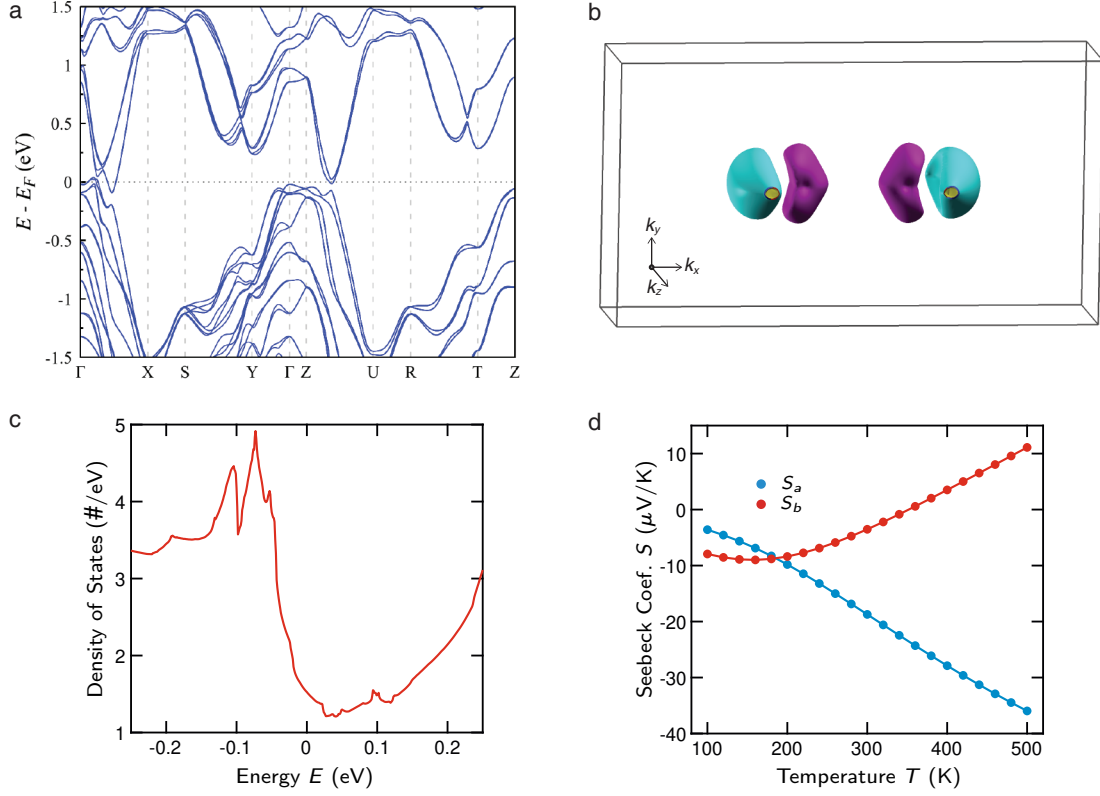 a
1.5
1
0.5
0
-0.5
-1
-1.5
E - E_F (eV)
Γ X S Y Γ Z U R T Z
b
k_y
k_x
k_z
c
5
4
3
2
1
Density of States (#/eV)
-0.2 -0.1 0 0.1 0.2
Energy E (eV)
d
10
0
-10
-20
-30
-40
Seebeck Coef. S (μV/K)
S_a
S_b
100 200 300 400 500
Temperature T (K)